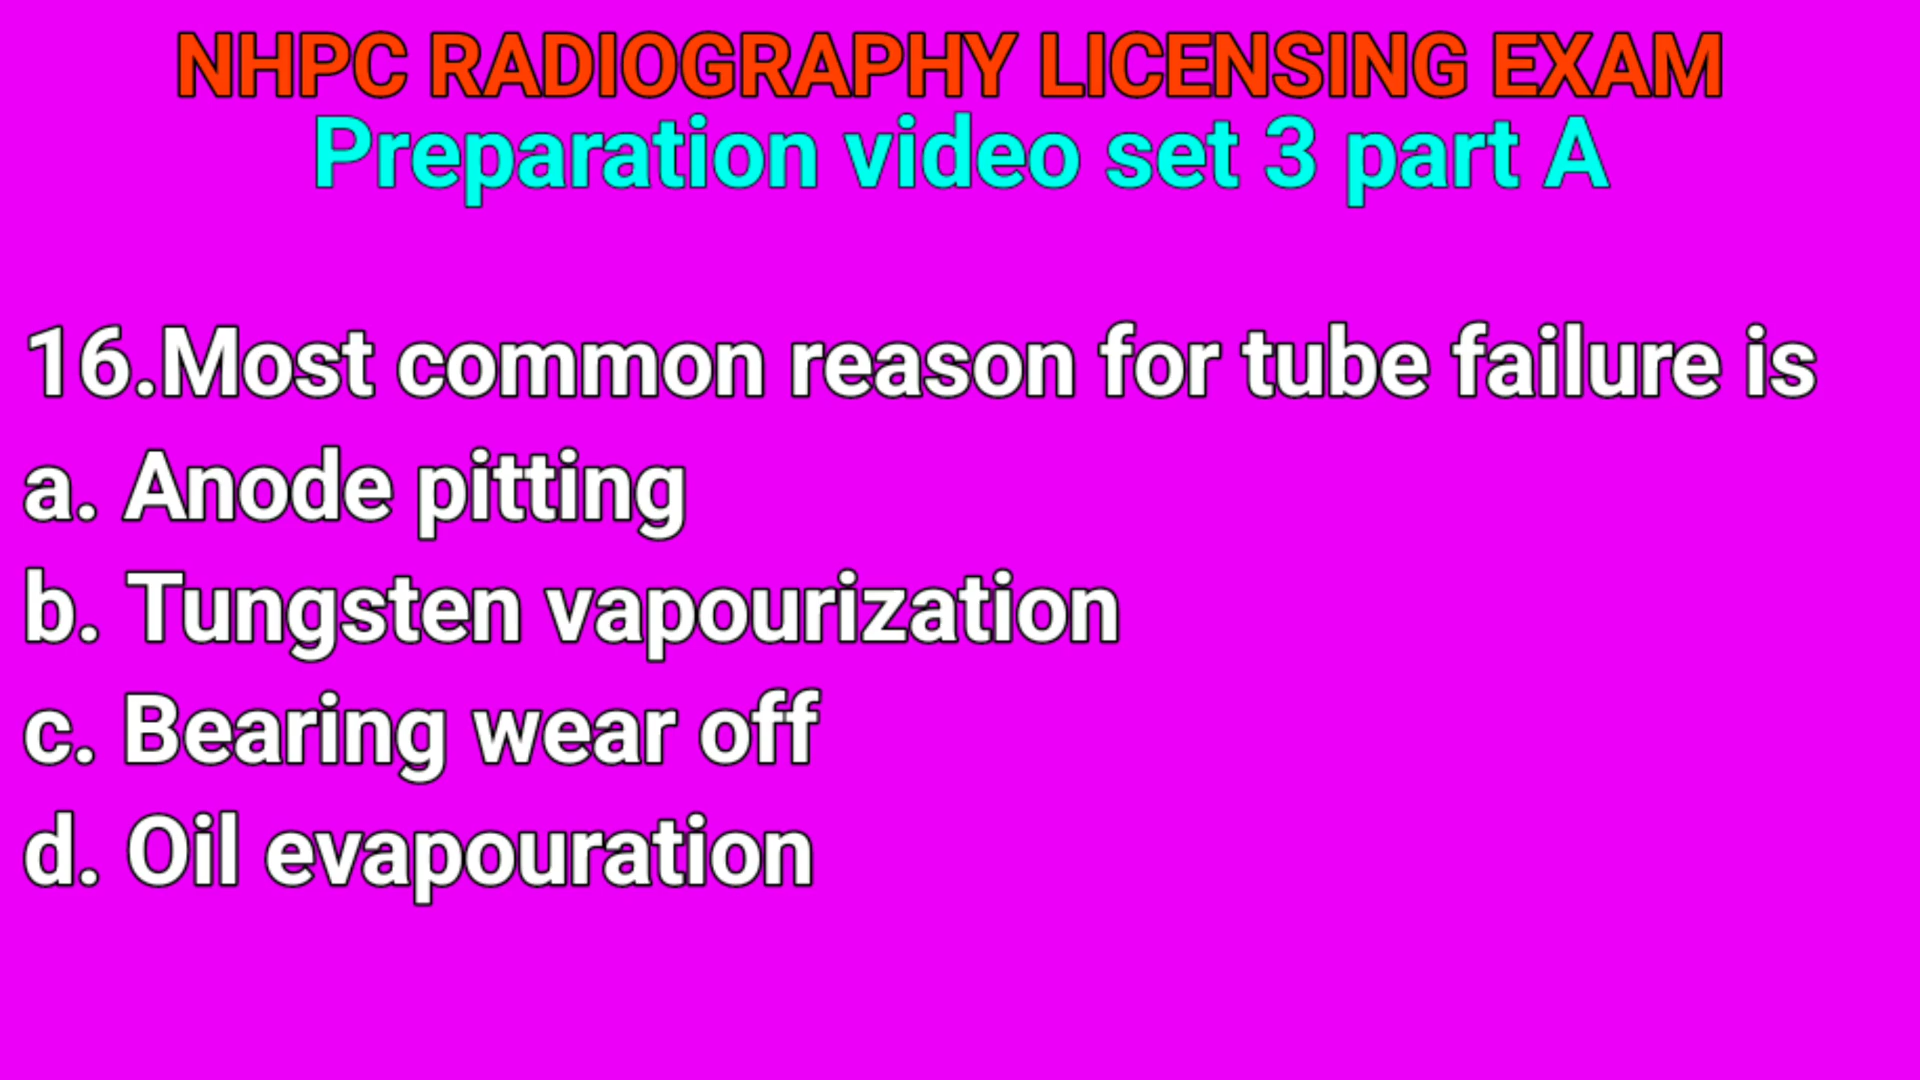 NHPC RADIOGRAPHY LICENSING EXAM
Preparation video set 3 part A
16.Most common reason for tube failure is
a. Anode pitting
b. Tungsten vapourization
c. Bearing wear off
d. Oil evapouration